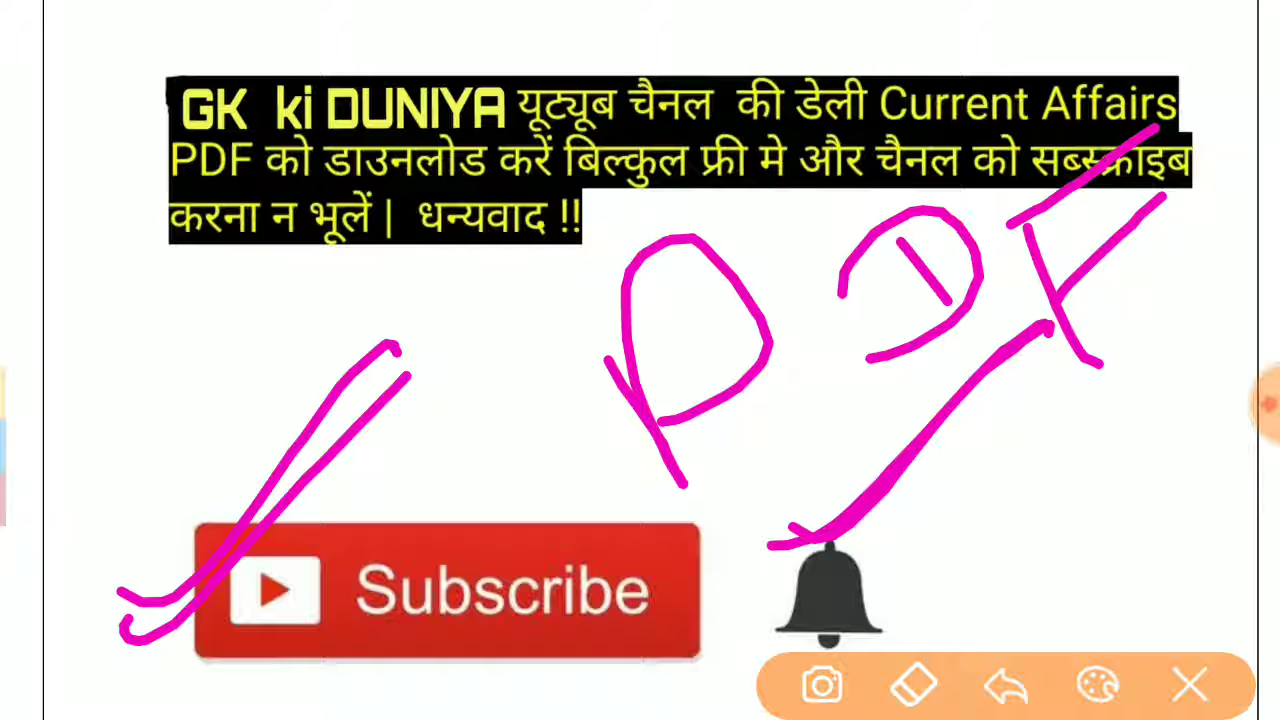 GK ki DUNIYA यूट्यूब चैनल की डेली Current Affairs
PDF को डाउनलोड करें बिल्कुल फ्री मे और चैनल को सब्स्क्राइब
करना न भूलें | धन्यवाद !!
PDF
Subscribe